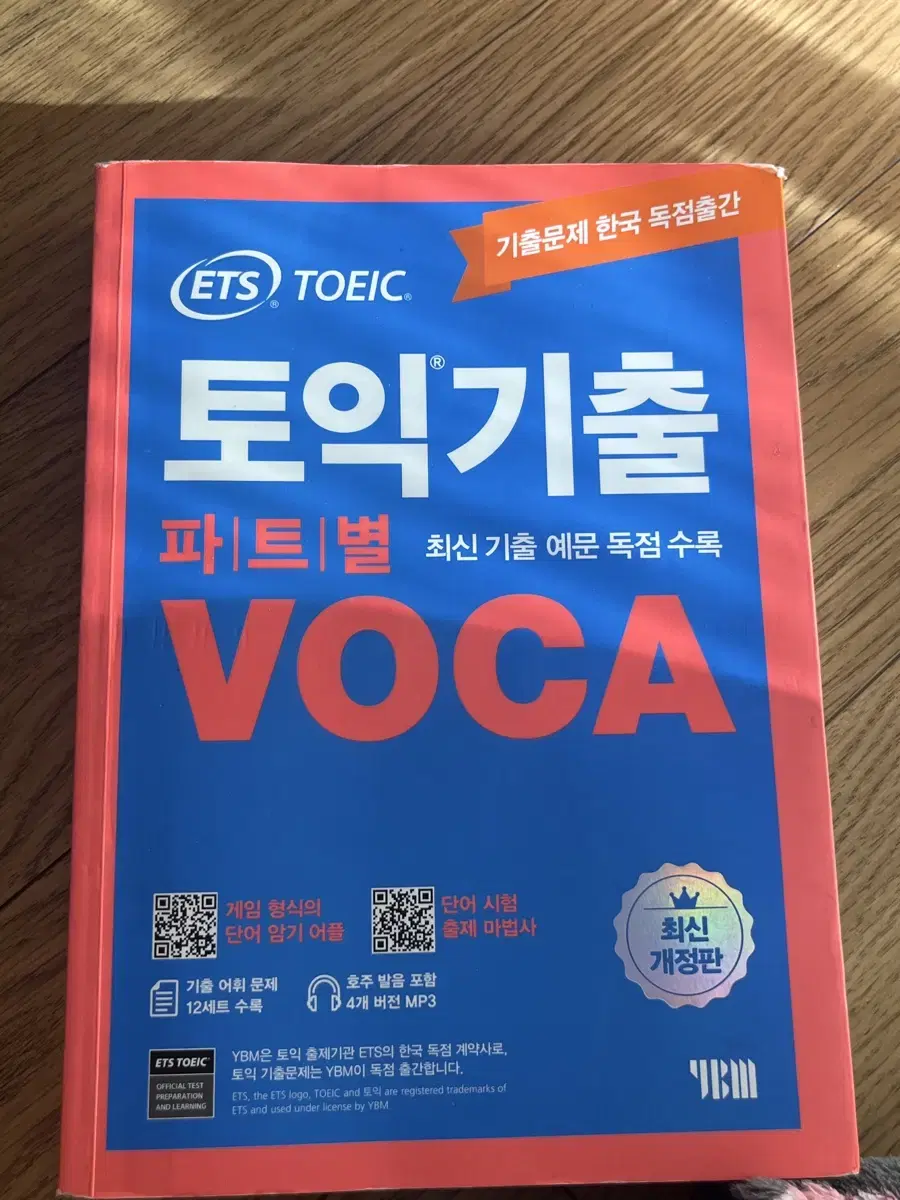 기출문제 한국 독점출간
ETS® TOEIC®
토익®기출
파|트|별 최신 기출 예문 독점 수록
VOCA
게임 형식의
단어 암기 어플
단어 시험
출제 마법사
기출 어휘 문제
12세트 수록
호주 발음 포함
4개 버전 MP3
최신
개정판
ETS TOEIC®
OFFICIAL TEST
PREPARATION
AND LEARNING
YBM은 토익 출제기관 ETS의 한국 독점 계약사로,
토익 기출문제는 YBM이 독점 출간합니다.
ETS, the ETS logo, TOEIC and 토익 are registered trademarks of
ETS and used under license by YBM
YBM